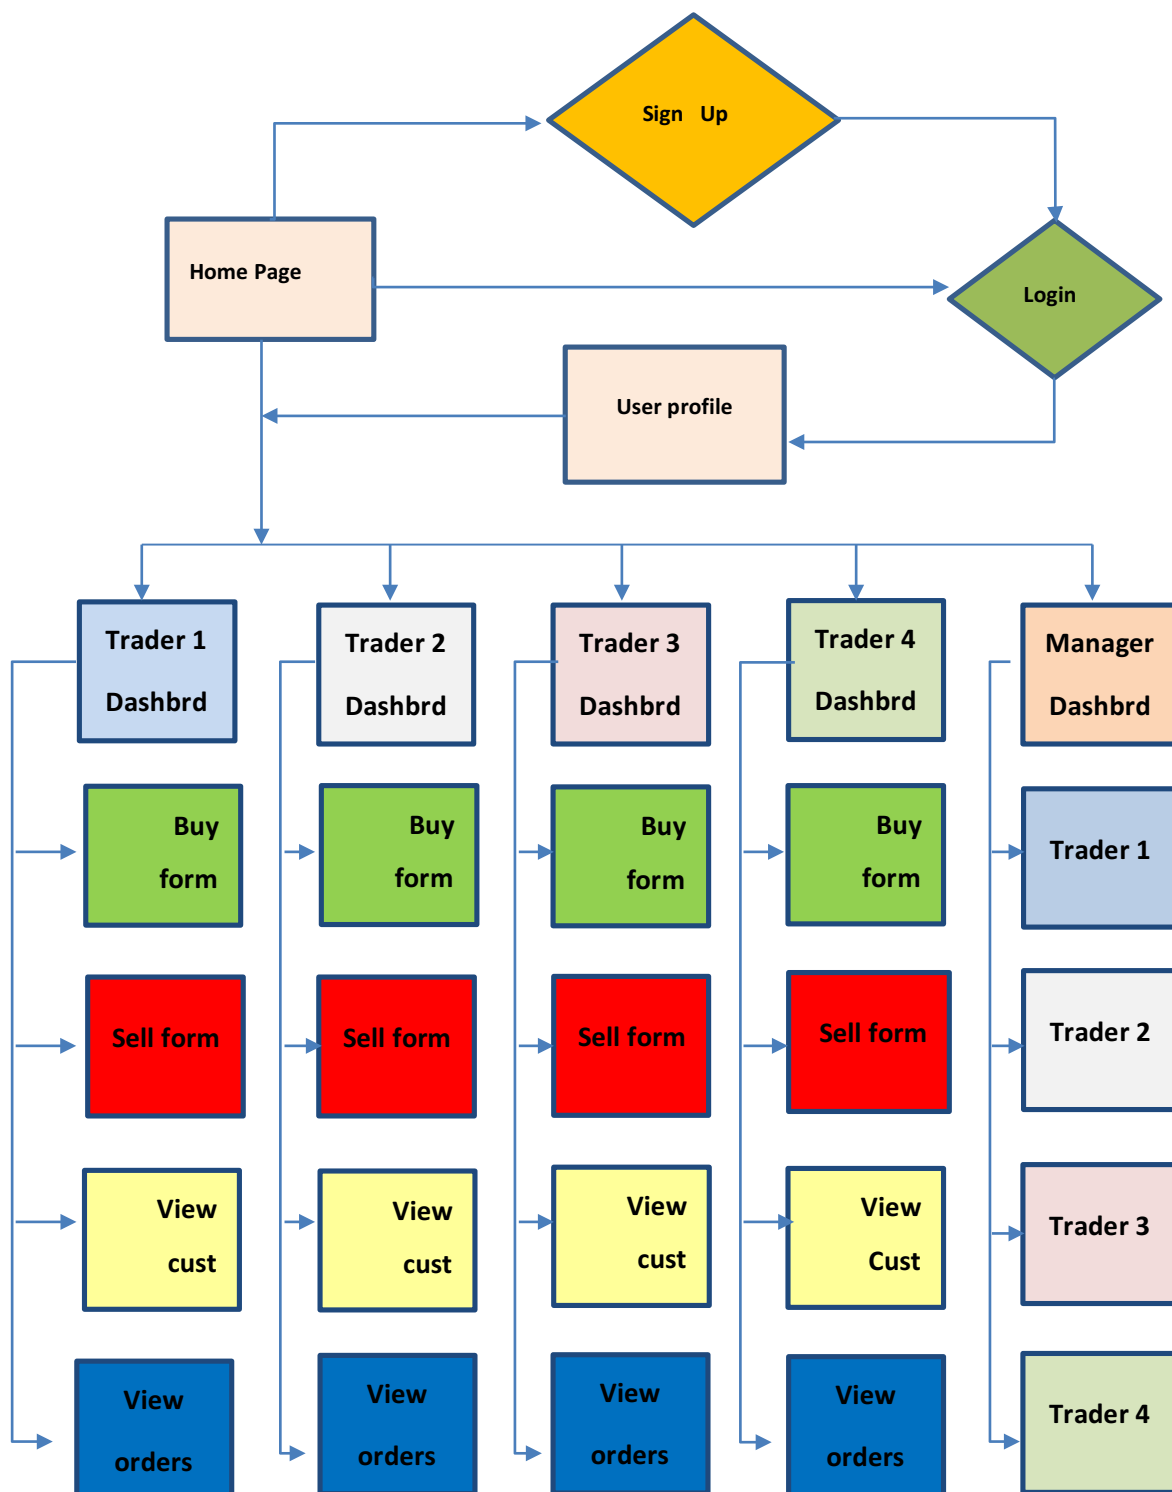 Sign Up
Home Page
Login
User profile
Trader 1
Dashbrd
Trader 2
Dashbrd
Trader 3
Dashbrd
Trader 4
Dashbrd
Manager
Dashbrd
Buy
form
Buy
form
Buy
form
Buy
form
Trader 1
Sell form
Sell form
Sell form
Sell form
Trader 2
View
cust
View
cust
View
cust
View
Cust
Trader 3
View
orders
View
orders
View
orders
View
orders
Trader 4